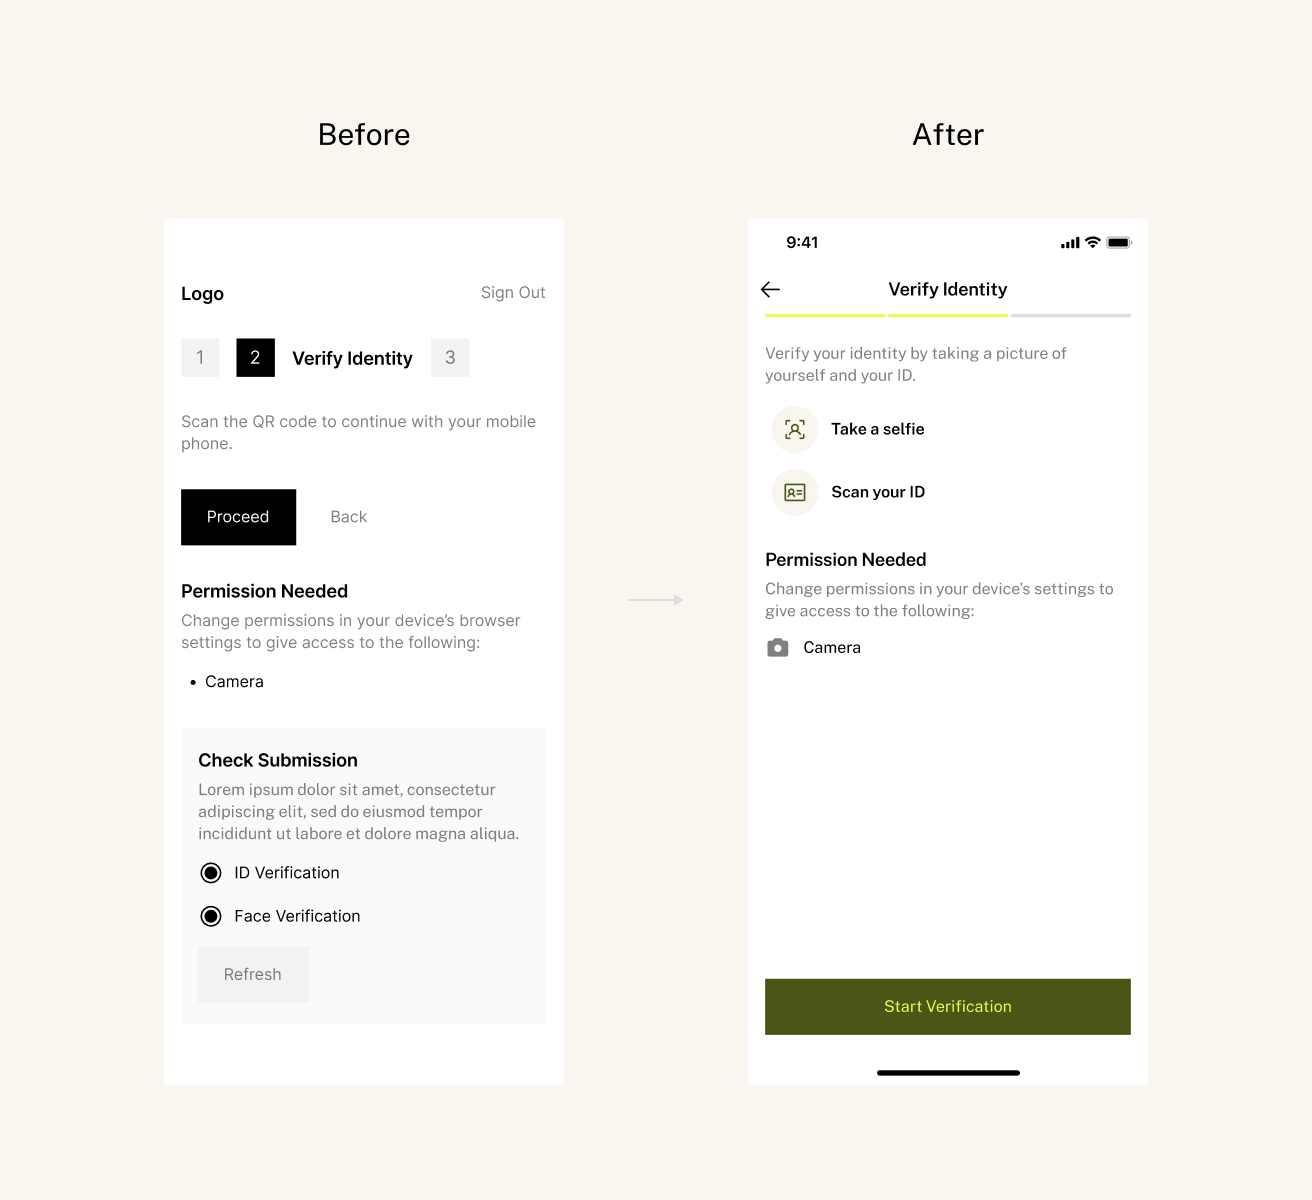 Before
After
Logo
Sign Out
1
2
Verify Identity
3
Scan the QR code to continue with your mobile
phone.
Proceed
Back
Permission Needed
Change permissions in your device's browser
settings to give access to the following:
• Camera
Check Submission
Lorem ipsum dolor sit amet, consectetur
adipiscing elit, sed do eiusmod tempor
incididunt ut labore et dolore magna aliqua.
ID Verification
Face Verification
Refresh
9:41
Verify Identity
Verify your identity by taking a picture of
yourself and your ID.
Take a selfie
Scan your ID
Permission Needed
Change permissions in your device's settings to
give access to the following:
Camera
Start Verification